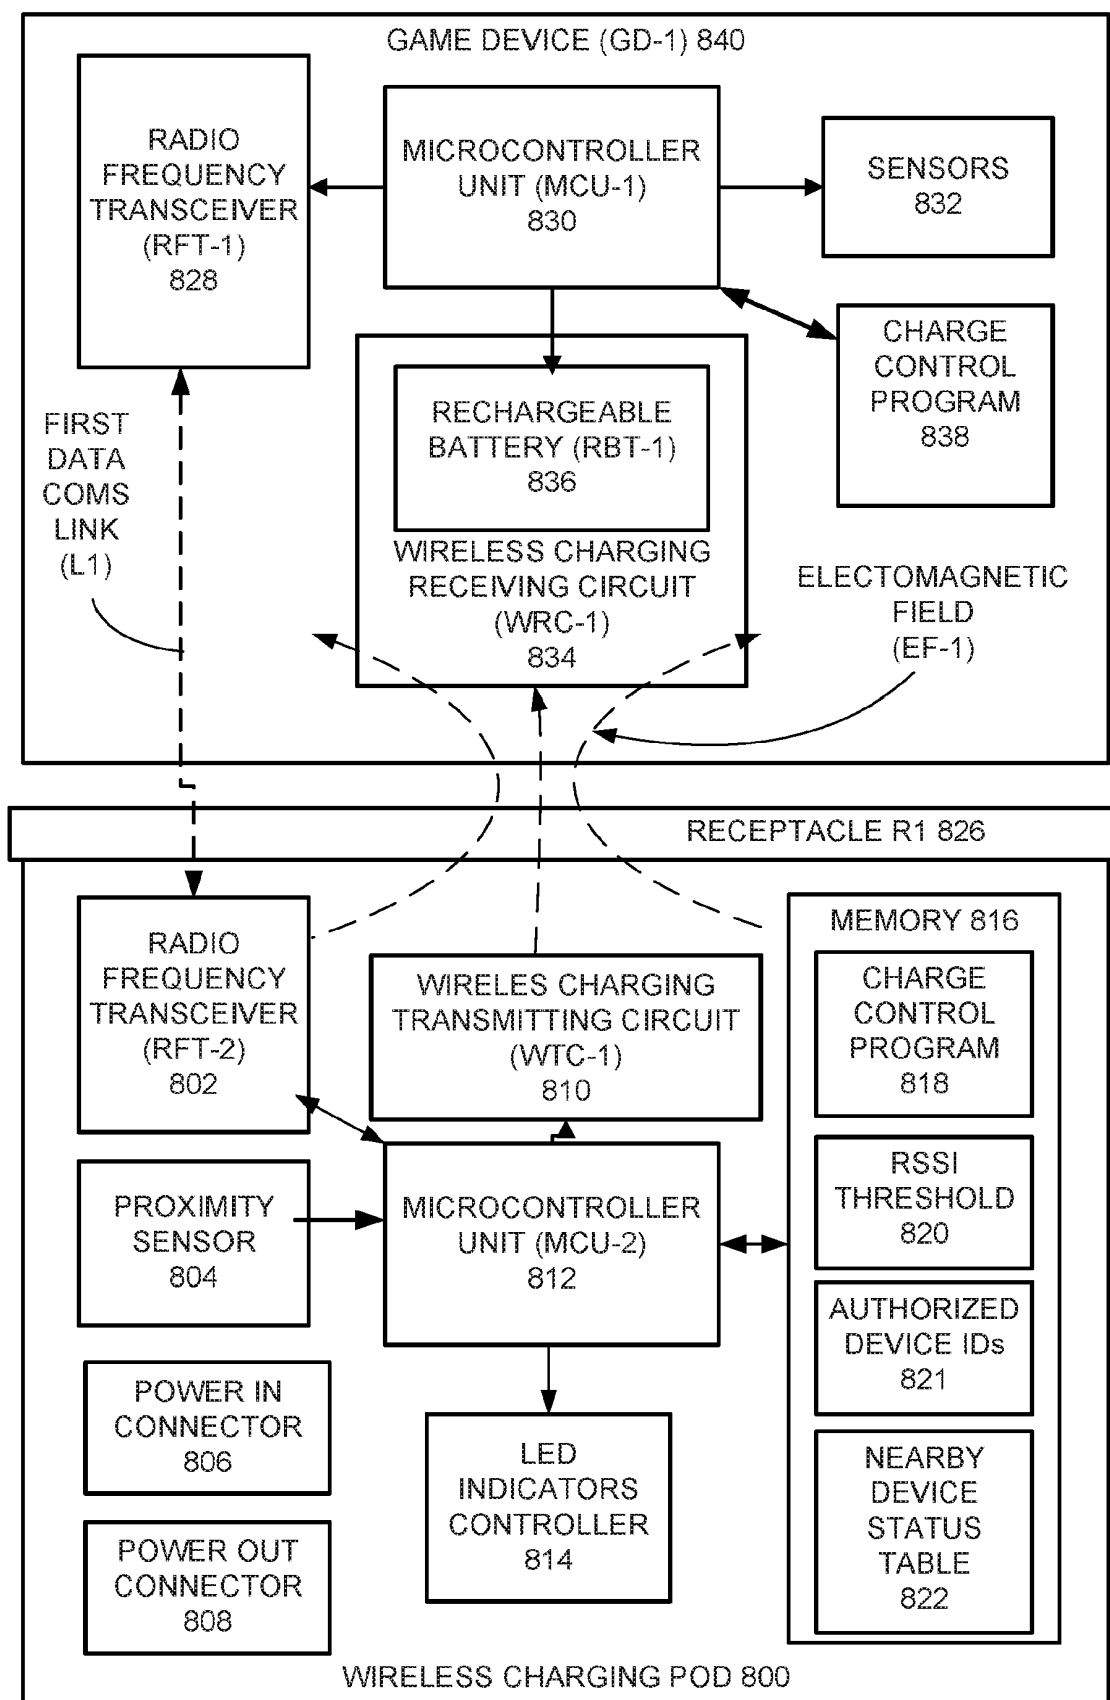 GAME DEVICE (GD-1) 840
RADIO
FREQUENCY
TRANSCEIVER
(RFT-1)
828
MICROCONTROLLER
UNIT (MCU-1)
830
SENSORS
832
CHARGE
CONTROL
PROGRAM
838
RECHARGEABLE
BATTERY (RBT-1)
836
WIRELESS CHARGING
RECEIVING CIRCUIT
(WRC-1)
834
FIRST
DATA
COMS
LINK
(L1)
ELECTOMAGNETIC
FIELD
(EF-1)
RECEPTACLE R1 826
RADIO
FREQUENCY
TRANSCEIVER
(RFT-2)
802
WIRELES CHARGING
TRANSMITTING CIRCUIT
(WTC-1)
810
MEMORY 816
CHARGE
CONTROL
PROGRAM
818
PROXIMITY
SENSOR
804
MICROCONTROLLER
UNIT (MCU-2)
812
RSSI
THRESHOLD
820
AUTHORIZED
DEVICE IDs
821
POWER IN
CONNECTOR
806
LED
INDICATORS
CONTROLLER
814
NEARBY
DEVICE
STATUS
TABLE
822
POWER OUT
CONNECTOR
808
WIRELESS CHARGING POD 800